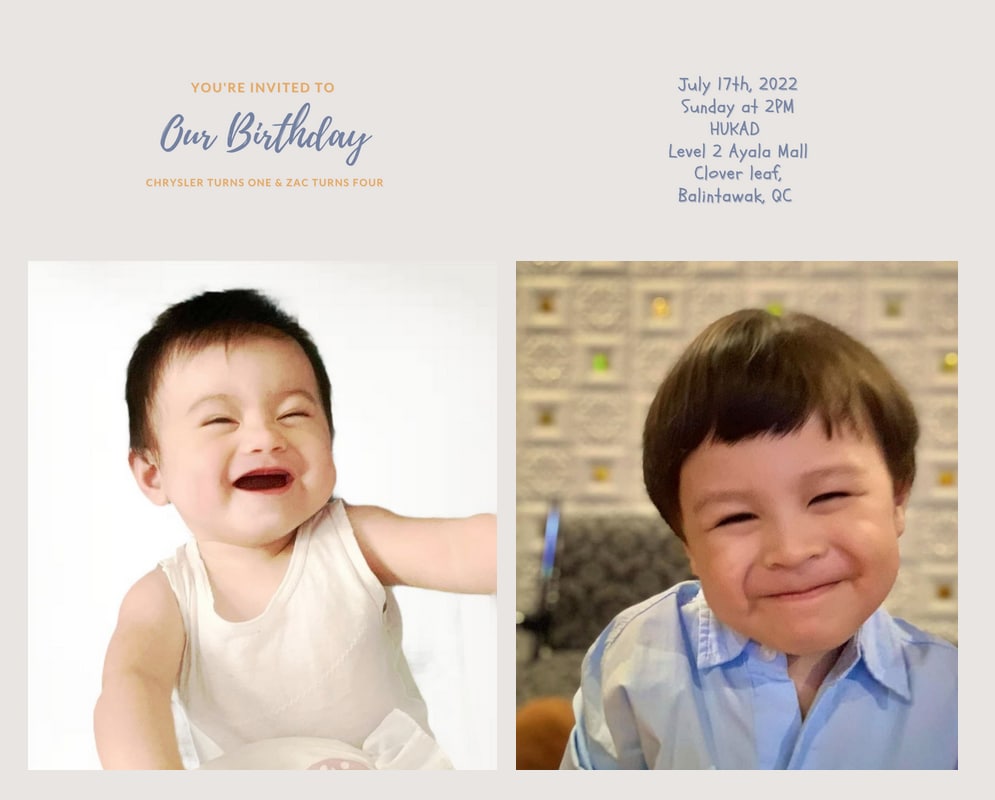 YOU'RE INVITED TO
Our Birthday
CHRYSLER TURNS ONE & ZAC TURNS FOUR
July 17th, 2022
Sunday at 2PM
HUKAD
Level 2 Ayala Mall
Clover leaf,
Balintawak, QC